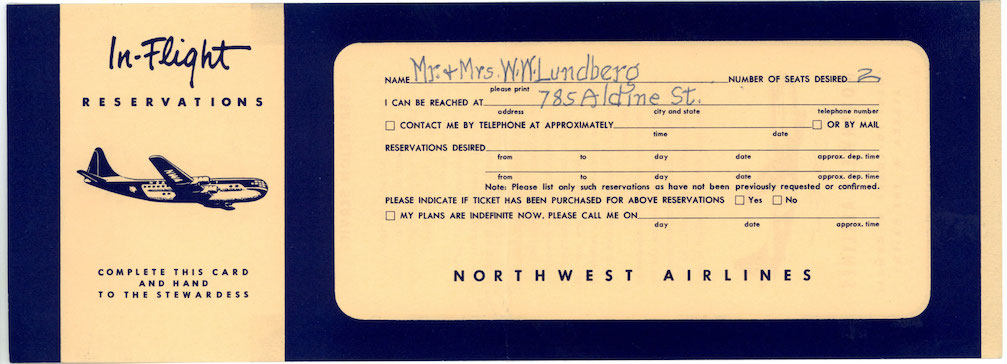 In-Flight
RESERVATIONS
COMPLETE THIS CARD
AND HAND
TO THE STEWARDESS
NAME Mr. & Mrs. W.W. Lundberg NUMBER OF SEATS DESIRED 2
please print
I CAN BE REACHED AT 785 Aldine St.
address city and state telephone number
☐ CONTACT ME BY TELEPHONE AT APPROXIMATELY ☐ OR BY MAIL
time date
RESERVATIONS DESIRED
from to day date approx. dep. time
from to day date approx. dep. time
Note: Please list only such reservations as have not been previously requested or confirmed.
PLEASE INDICATE IF TICKET HAS BEEN PURCHASED FOR ABOVE RESERVATIONS ☐ Yes ☐ No
☐ MY PLANS ARE INDEFINITE NOW. PLEASE CALL ME ON
day date approx. time
NORTHWEST AIRLINES